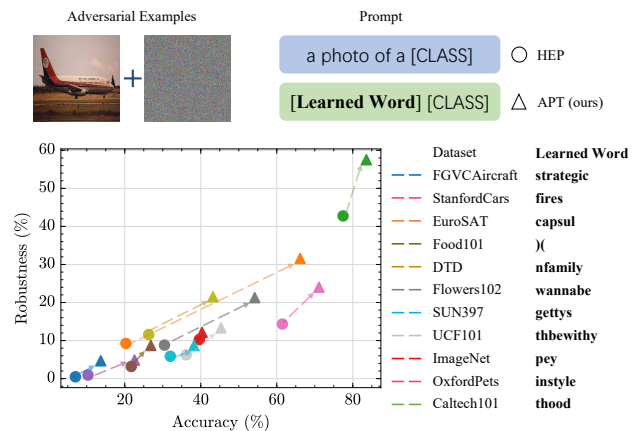 Adversarial Examples
Prompt
a photo of a [CLASS]
HEP
[Learned Word] [CLASS]
APT (ours)
Dataset Learned Word
FGVCAircraft strategic
StanfordCars fires
EuroSAT capsul
Food101 )(
DTD nfamily
Flowers102 wannabe
SUN397 gettys
UCF101 thbewithy
ImageNet pey
OxfordPets instyle
Caltech101 thood
Robustness (%)
60
50
40
30
20
10
0
20 40 60 80
Accuracy (%)